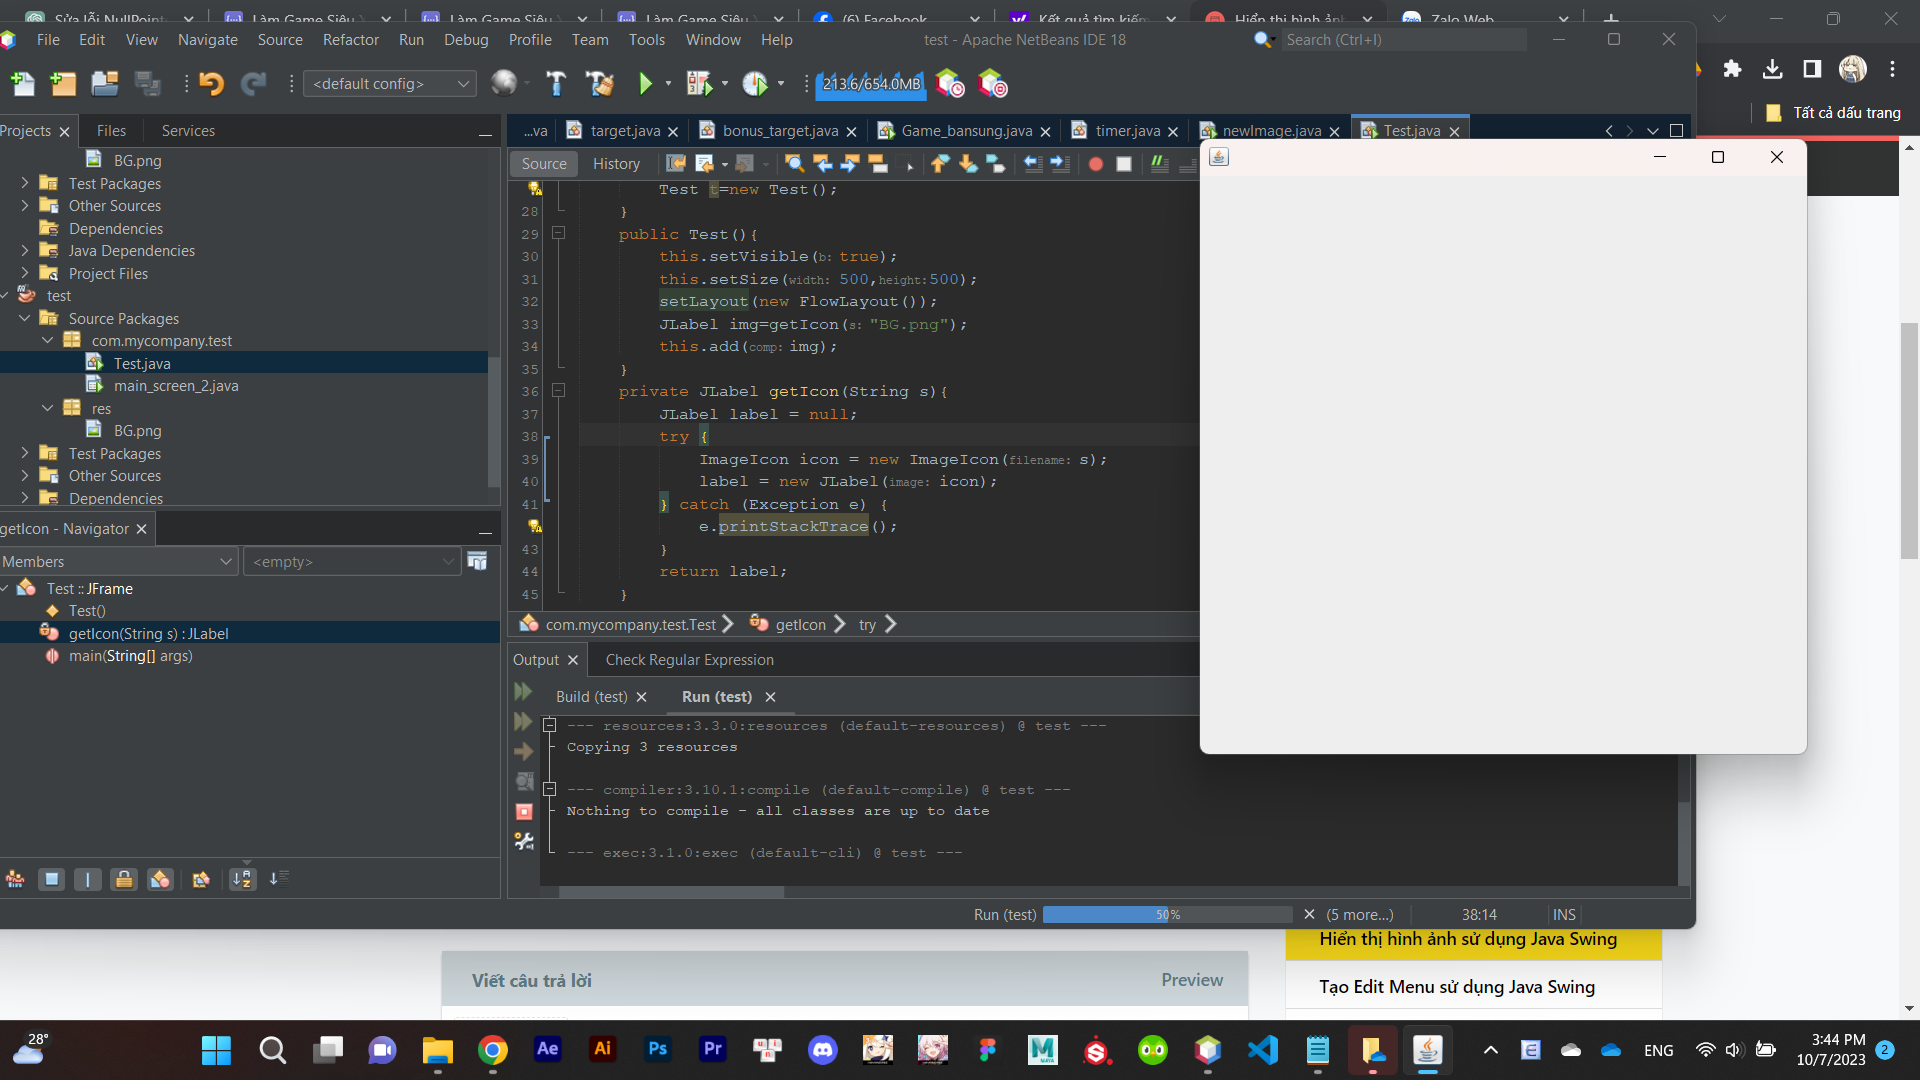 Sửa lỗi NullPoint
Làm Game Siêu
Làm Game Siêu
Làm Game Siêu
(6) Facebook
Kết quả tìm kiếm
Hiển thị hình ảnh
Zalo Web
File Edit View Navigate Source Refactor Run Debug Profile Team Tools Window Help
test - Apache NetBeans IDE 18
Search (Ctrl+I)
<default config>
213.6/654.0MB
Tất cả dấu trang
Projects Files Services
...va target.java bonus_target.java Game_bansung.java timer.java newImage.java Test.java
Source History
BG.png
Test Packages
Other Sources
Dependencies
Java Dependencies
Project Files
test
Source Packages
com.mycompany.test
Test.java
main_screen_2.java
res
BG.png
Test Packages
Other Sources
Dependencies
Test t=new Test();
28 }
29 public Test(){
30 this.setVisible(b: true);
31 this.setSize(width: 500,height:500);
32 setLayout(new FlowLayout());
33 JLabel img=getIcon(s: "BG.png");
34 this.add(comp: img);
35 }
36 private JLabel getIcon(String s){
37 JLabel label = null;
38 try {
39 ImageIcon icon = new ImageIcon(filename: s);
40 label = new JLabel(image: icon);
41 } catch (Exception e) {
e.printStackTrace();
43 }
44 return label;
45 }
com.mycompany.test.Test getIcon try
getIcon - Navigator
Members
<empty>
Test :: JFrame
Test()
getIcon(String s) : JLabel
main(String[] args)
Output Check Regular Expression
Build (test) Run (test)
--- resources:3.3.0:resources (default-resources) @ test ---
Copying 3 resources
--- compiler:3.10.1:compile (default-compile) @ test ---
Nothing to compile - all classes are up to date
--- exec:3.1.0:exec (default-cli) @ test ---
Run (test) 50% (5 more...) 38:14 INS
Viết câu trả lời
Preview
Hiển thị hình ảnh sử dụng Java Swing
Tạo Edit Menu sử dụng Java Swing
28°
Ae
Ai
Ps
Pr
MAYA
ENG
3:44 PM
10/7/2023
2